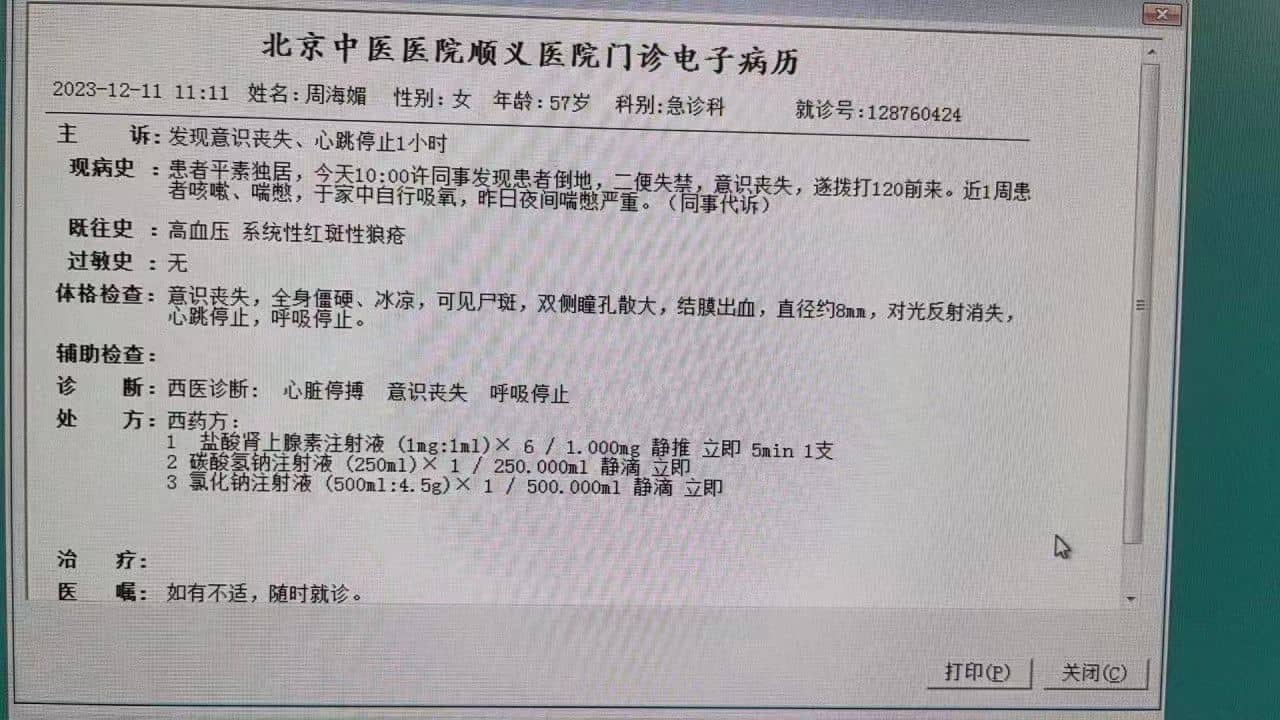 北京中医医院顺义医院门诊电子病历
2023-12-11 11:11 姓名:周海媚 性别:女 年龄:57岁 科别:急诊科 就诊号:128760424
主 诉:发现意识丧失、心跳停止1小时
现病史 :患者平素独居，今天10:00许同事发现患者倒地，二便失禁，意识丧失，遂拨打120前来。近1周患
者咳嗽、喘憋，于家中自行吸氧，昨日夜间喘憋严重。（同事代诉）
既往史 :高血压 系统性红斑性狼疮
过敏史 :无
体格检查:意识丧失，全身僵硬、冰凉，可见尸斑，双侧瞳孔散大，结膜出血，直径约8mm，对光反射消失，
心跳停止，呼吸停止。
辅助检查:
诊 断:西医诊断: 心脏停搏 意识丧失 呼吸停止
处 方:西药方:
1 盐酸肾上腺素注射液 (1mg:1ml)× 6 / 1.000mg 静推 立即 5min 1支
2 碳酸氢钠注射液 (250ml)× 1 / 250.000ml 静滴 立即
3 氯化钠注射液 (500ml:4.5g)× 1 / 500.000ml 静滴 立即
治 疗:
医 嘱: 如有不适，随时就诊。
打印(P) 关闭(C)